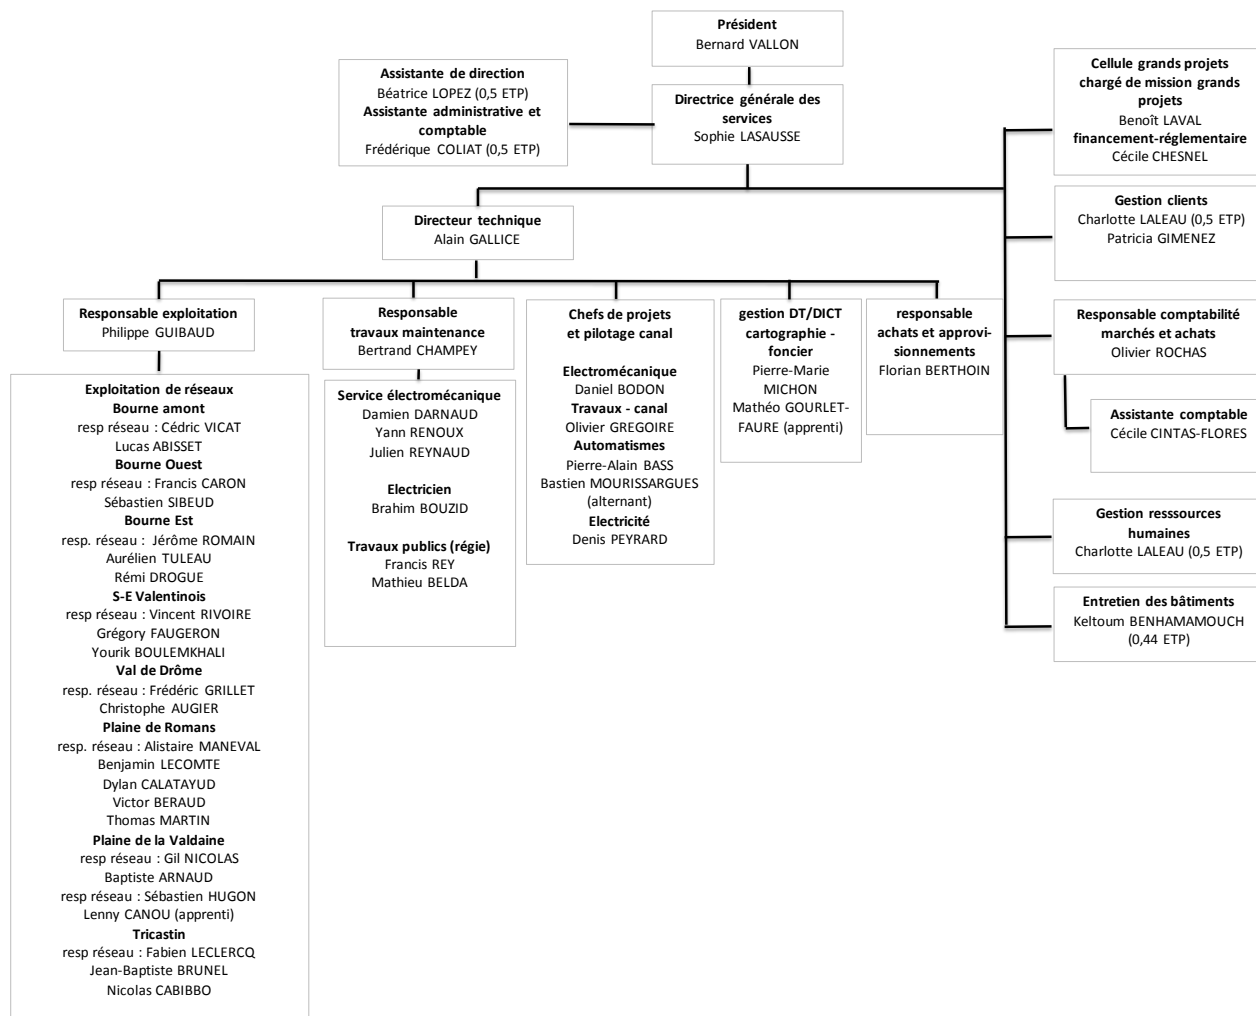 Président
Bernard VALLON
Assistante de direction
Béatrice LOPEZ (0,5 ETP)
Assistante administrative et
comptable
Frédérique COLIAT (0,5 ETP)
Directrice générale des
services
Sophie LASAUSSE
Cellule grands projets
chargé de mission grands
projets
Benoît LAVAL
financement-réglementaire
Cécile CHESNEL
Gestion clients
Charlotte LALEAU (0,5 ETP)
Patricia GIMENEZ
Directeur technique
Alain GALLICE
Responsable exploitation
Philippe GUIBAUD
Responsable
travaux maintenance
Bertrand CHAMPEY
Chefs de projets
et pilotage canal
Electromécanique
Daniel BODON
Travaux - canal
Olivier GREGOIRE
Automatismes
Pierre-Alain BASS
Bastien MOURISSARGUES
(alternant)
Electricité
Denis PEYRARD
gestion DT/DICT
cartographie -
foncier
Pierre-Marie
MICHON
Mathéo GOURLET-
FAURE (apprenti)
responsable
achats et approvi-
sionnements
Florian BERTHOIN
Responsable comptabilité
marchés et achats
Olivier ROCHAS
Assistante comptable
Cécile CINTAS-FLORES
Gestion resssources
humaines
Charlotte LALEAU (0,5 ETP)
Entretien des bâtiments
Keltoum BENHAMAMOUCH
(0,44 ETP)
Exploitation de réseaux
Bourne amont
resp réseau : Cédric VICAT
Lucas ABISSET
Bourne Ouest
resp réseau : Francis CARON
Sébastien SIBEUD
Bourne Est
resp. réseau : Jérôme ROMAIN
Aurélien TULEAU
Rémi DROGUE
S-E Valentinois
resp réseau : Vincent RIVOIRE
Grégory FAUGERON
Yourik BOULEMKHALI
Val de Drôme
resp. réseau : Frédéric GRILLET
Christophe AUGIER
Plaine de Romans
resp. réseau : Alistaire MANEVAL
Benjamin LECOMTE
Dylan CALATAYUD
Victor BERAUD
Thomas MARTIN
Plaine de la Valdaine
resp réseau : Gil NICOLAS
Baptiste ARNAUD
resp réseau : Sébastien HUGON
Lenny CANOU (apprenti)
Tricastin
resp réseau : Fabien LECLERCQ
Jean-Baptiste BRUNEL
Nicolas CABIBBO
Service électromécanique
Damien DARNAUD
Yann RENOUX
Julien REYNAUD
Electricien
Brahim BOUZID
Travaux publics (régie)
Francis REY
Mathieu BELDA